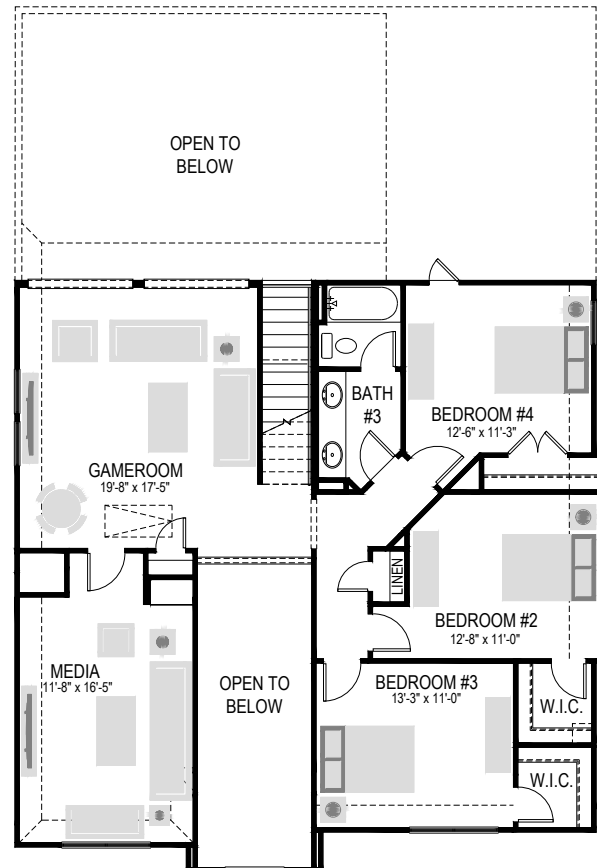 OPEN TO
BELOW
BATH
#3
BEDROOM #4
12'-6" x 11'-3"
GAMEROOM
19'-8" x 17'-5"
LINEN
BEDROOM #2
12'-8" x 11'-0"
MEDIA
11'-8" x 16'-5"
OPEN TO
BELOW
BEDROOM #3
13'-3" x 11'-0"
W.I.C.
W.I.C.